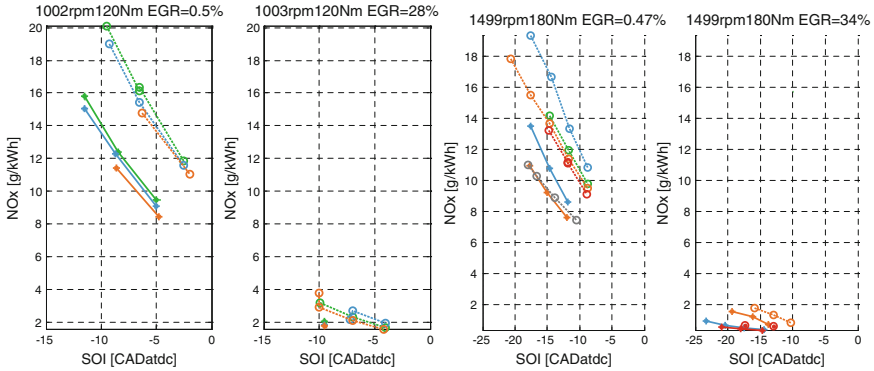 1002rpm120Nm EGR=0.5%
20
18
16
14
12
10
8
6
4
2
NOx [g/kWh]
-15 -10 -5 0
SOI [CADatdc]
1003rpm120Nm EGR=28%
20
18
16
14
12
10
8
6
4
2
NOx [g/kWh]
-15 -10 -5 0
SOI [CADatdc]
1499rpm180Nm EGR=0.47%
18
16
14
12
10
8
6
4
2
NOx [g/kWh]
-25 -20 -15 -10 -5 0
SOI [CADatdc]
1499rpm180Nm EGR=34%
18
16
14
12
10
8
6
4
2
NOx [g/kWh]
-25 -20 -15 -10 -5 0
SOI [CADatdc]